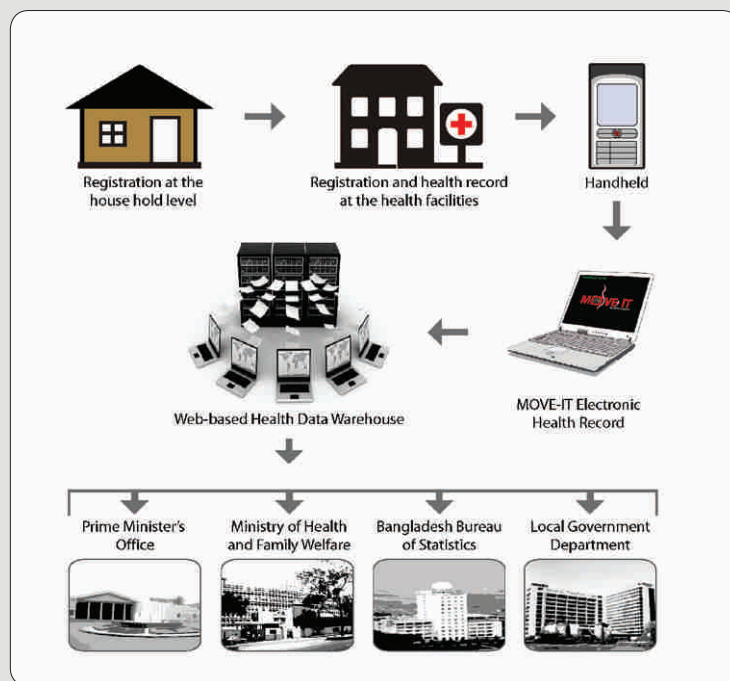 Registration at the
house hold level
Registration and health record
at the health facilities
Handheld
MOVE-IT
MOVE-IT Electronic
Health Record
Web-based Health Data Warehouse
Prime Minister's
Office
Ministry of Health
and Family Welfare
Bangladesh Bureau
of Statistics
Local Government
Department